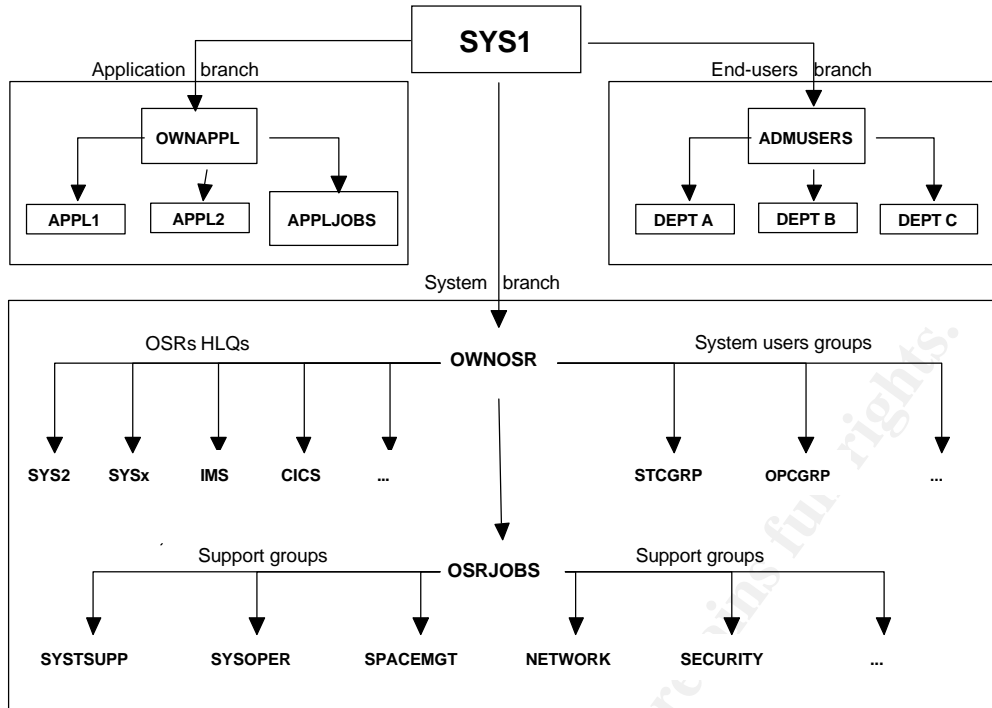 SYS1
Application branch
End-users branch
OWNAPPL
ADMUSERS
APPL1
APPL2
APPLJOBS
DEPT A
DEPT B
DEPT C
System branch
OSRs HLQs
OWNOSR
System users groups
SYS2
SYSx
IMS
CICS
...
STCGRP
OPCGRP
...
Support groups
OSRJOBS
Support groups
SYSTSUPP
SYSOPER
SPACEMGT
NETWORK
SECURITY
...
rights.